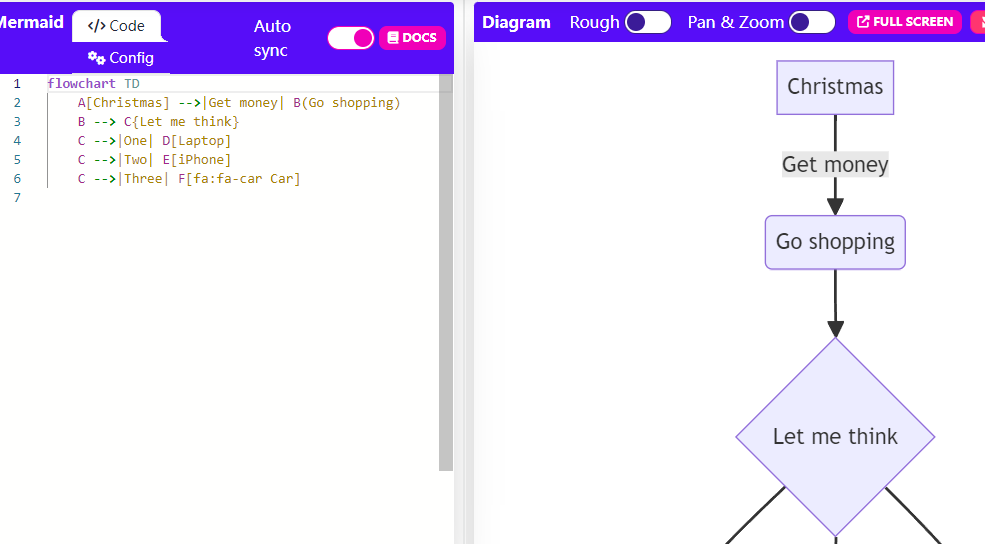 Mermaid
</> Code
Config
Auto sync
DOCS
1 flowchart TD
2     A[Christmas] -->|Get money| B(Go shopping)
3     B --> C{Let me think}
4     C -->|One| D[Laptop]
5     C -->|Two| E[iPhone]
6     C -->|Three| F[fa:fa-car Car]
7
Diagram
Rough
Pan & Zoom
FULL SCREEN
Christmas
Get money
Go shopping
Let me think